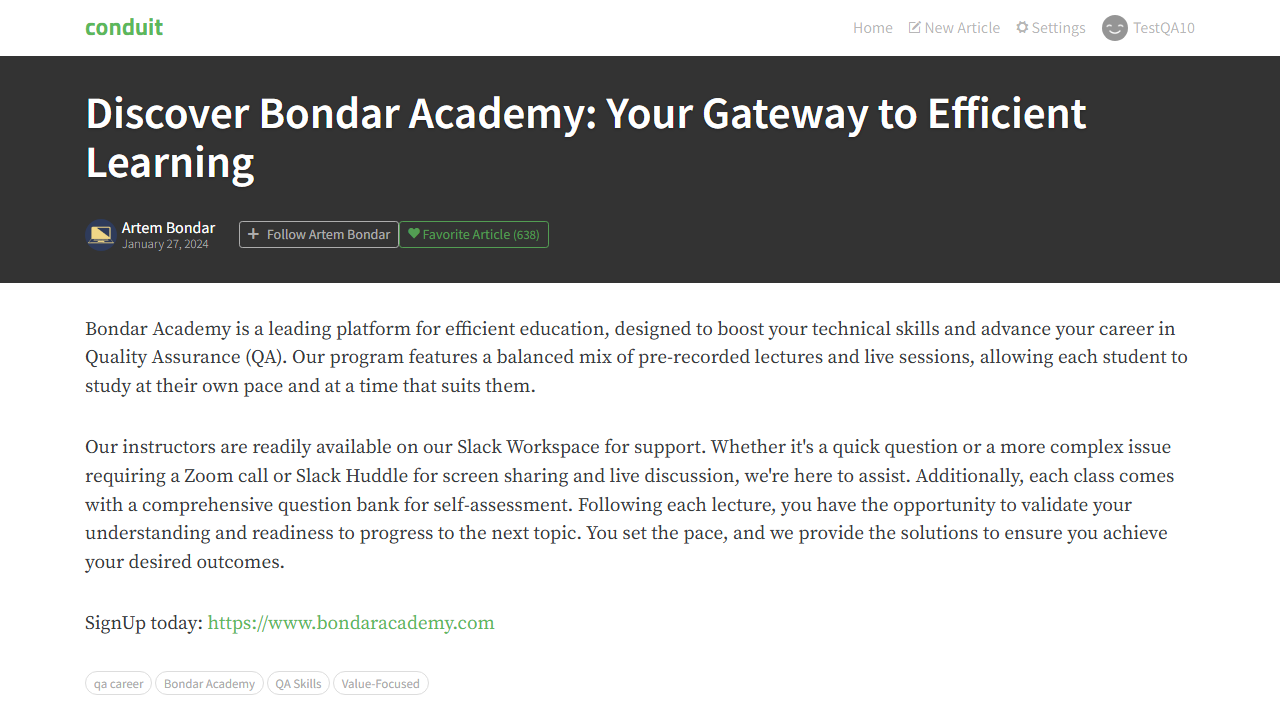 conduit
Home New Article Settings TestQA10
Discover Bondar Academy: Your Gateway to Efficient
Learning
Artem Bondar
January 27, 2024
Follow Artem Bondar
Favorite Article (638)
Bondar Academy is a leading platform for efficient education, designed to boost your technical skills and advance your career in
Quality Assurance (QA). Our program features a balanced mix of pre-recorded lectures and live sessions, allowing each student to
study at their own pace and at a time that suits them.
Our instructors are readily available on our Slack Workspace for support. Whether it's a quick question or a more complex issue
requiring a Zoom call or Slack Huddle for screen sharing and live discussion, we're here to assist. Additionally, each class comes
with a comprehensive question bank for self-assessment. Following each lecture, you have the opportunity to validate your
understanding and readiness to progress to the next topic. You set the pace, and we provide the solutions to ensure you achieve
your desired outcomes.
SignUp today: https://www.bondaracademy.com
qa career Bondar Academy QA Skills Value-Focused